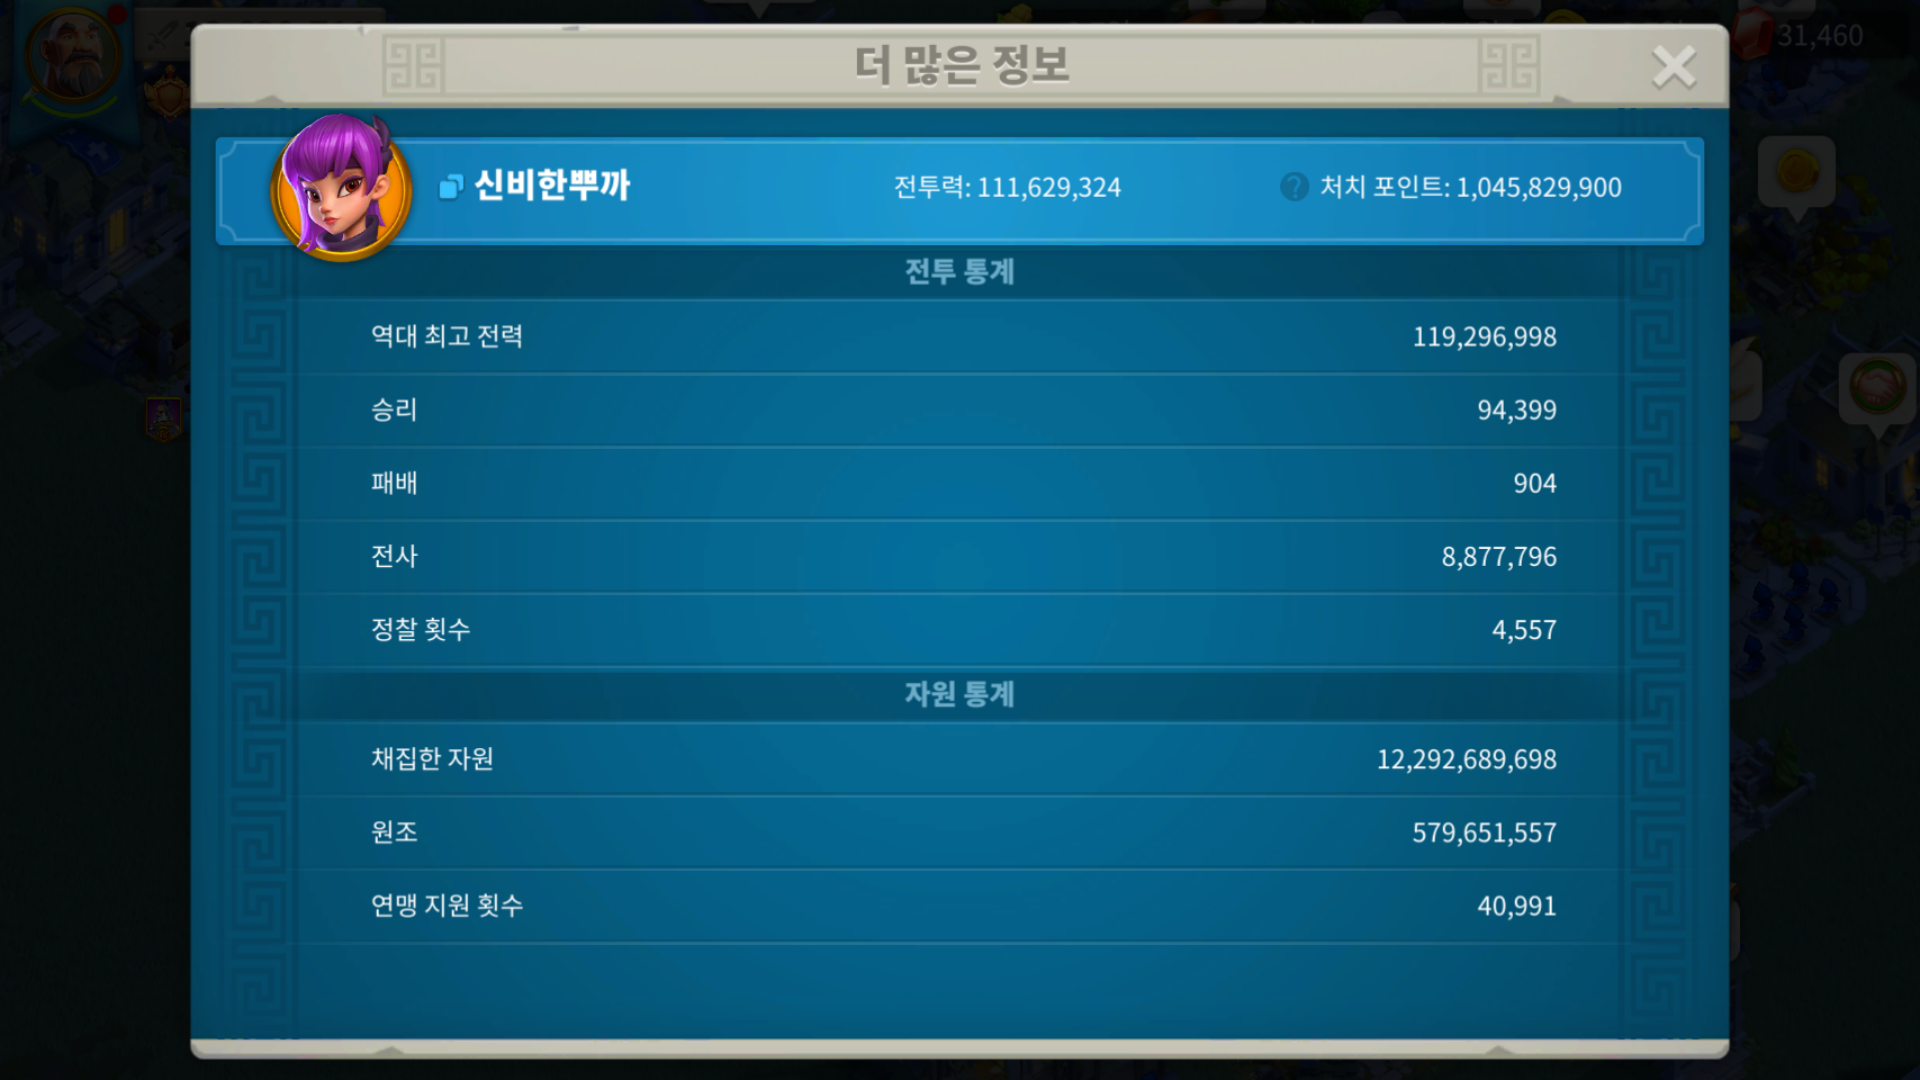 31,460
더 많은 정보
신비한뿌까
전투력: 111,629,324
처치 포인트: 1,045,829,900
전투 통계
역대 최고 전력 119,296,998
승리 94,399
패배 904
전사 8,877,796
정찰 횟수 4,557
자원 통계
채집한 자원 12,292,689,698
원조 579,651,557
연맹 지원 횟수 40,991